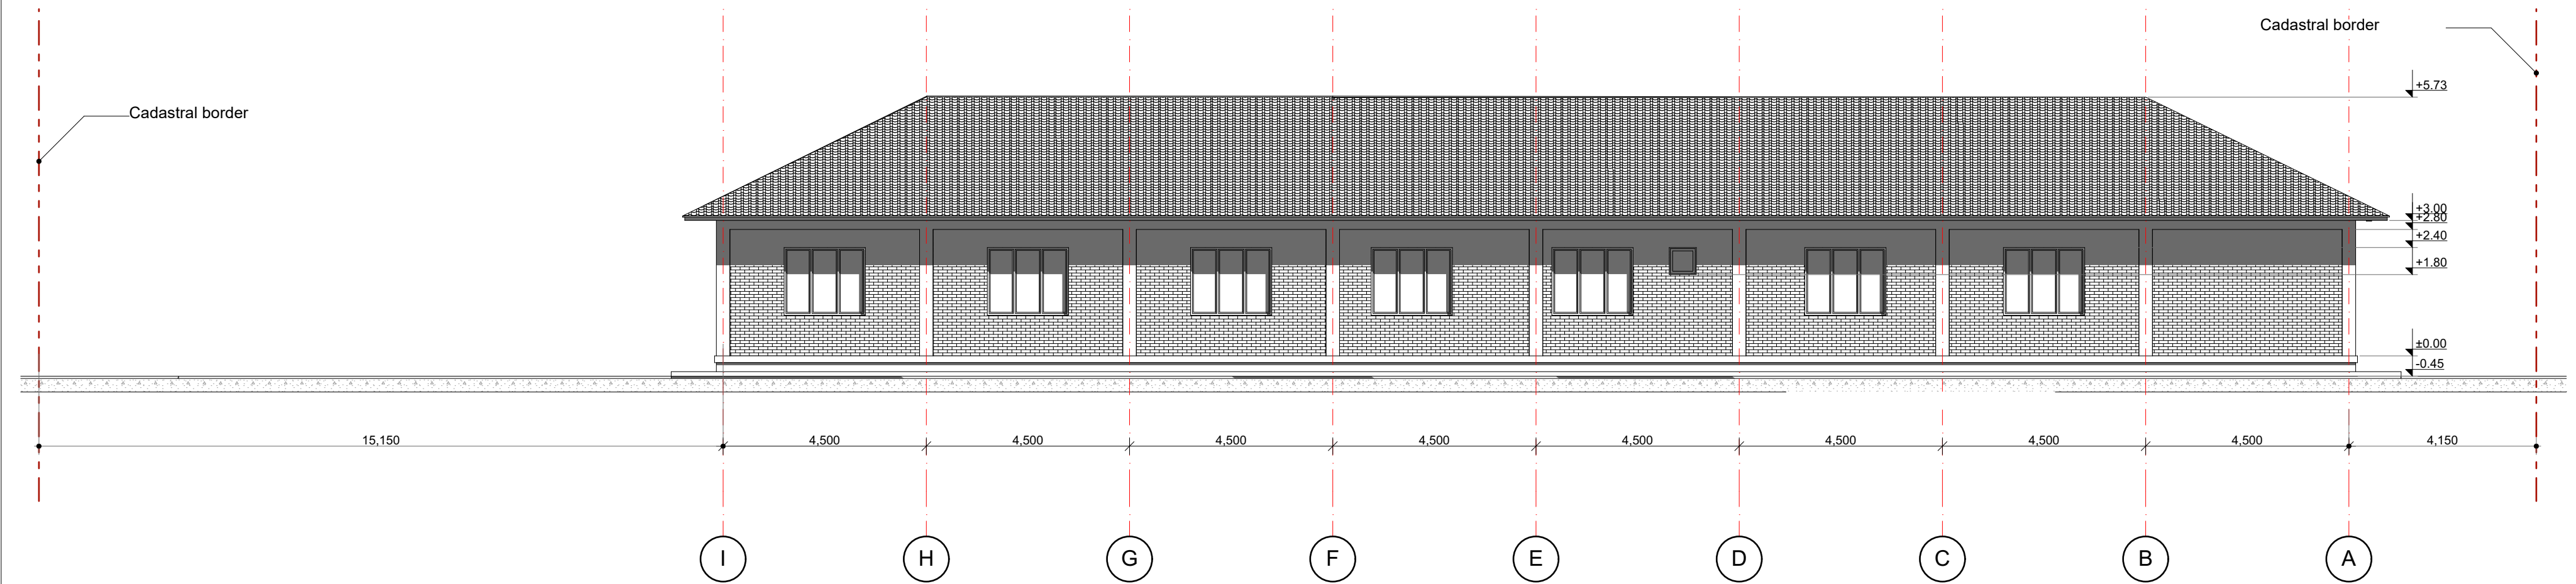 Cadastral border
Cadastral border
+5.73
+3.00
+2.80
+2.40
+1.80
±0.00
-0.45
15,150
4,500
4,500
4,500
4,500
4,500
4,500
4,500
4,500
4,150
I
H
G
F
E
D
C
B
A